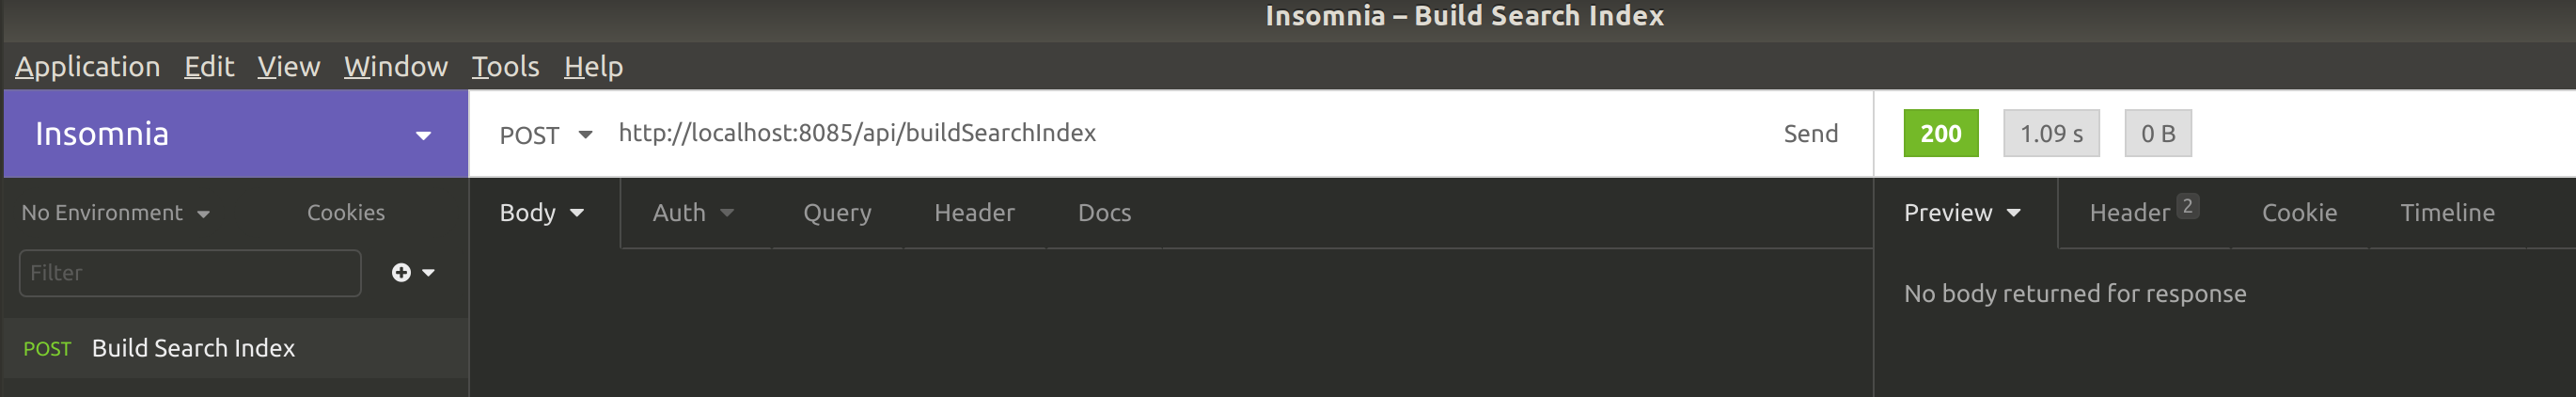 Insomnia – Build Search Index
Application Edit View Window Tools Help
Insomnia POST http://localhost:8085/api/buildSearchIndex Send 200 1.09 s 0 B
No Environment Cookies Body Auth Query Header Docs Preview Header 2 Cookie Timeline
Filter
No body returned for response
POST Build Search Index